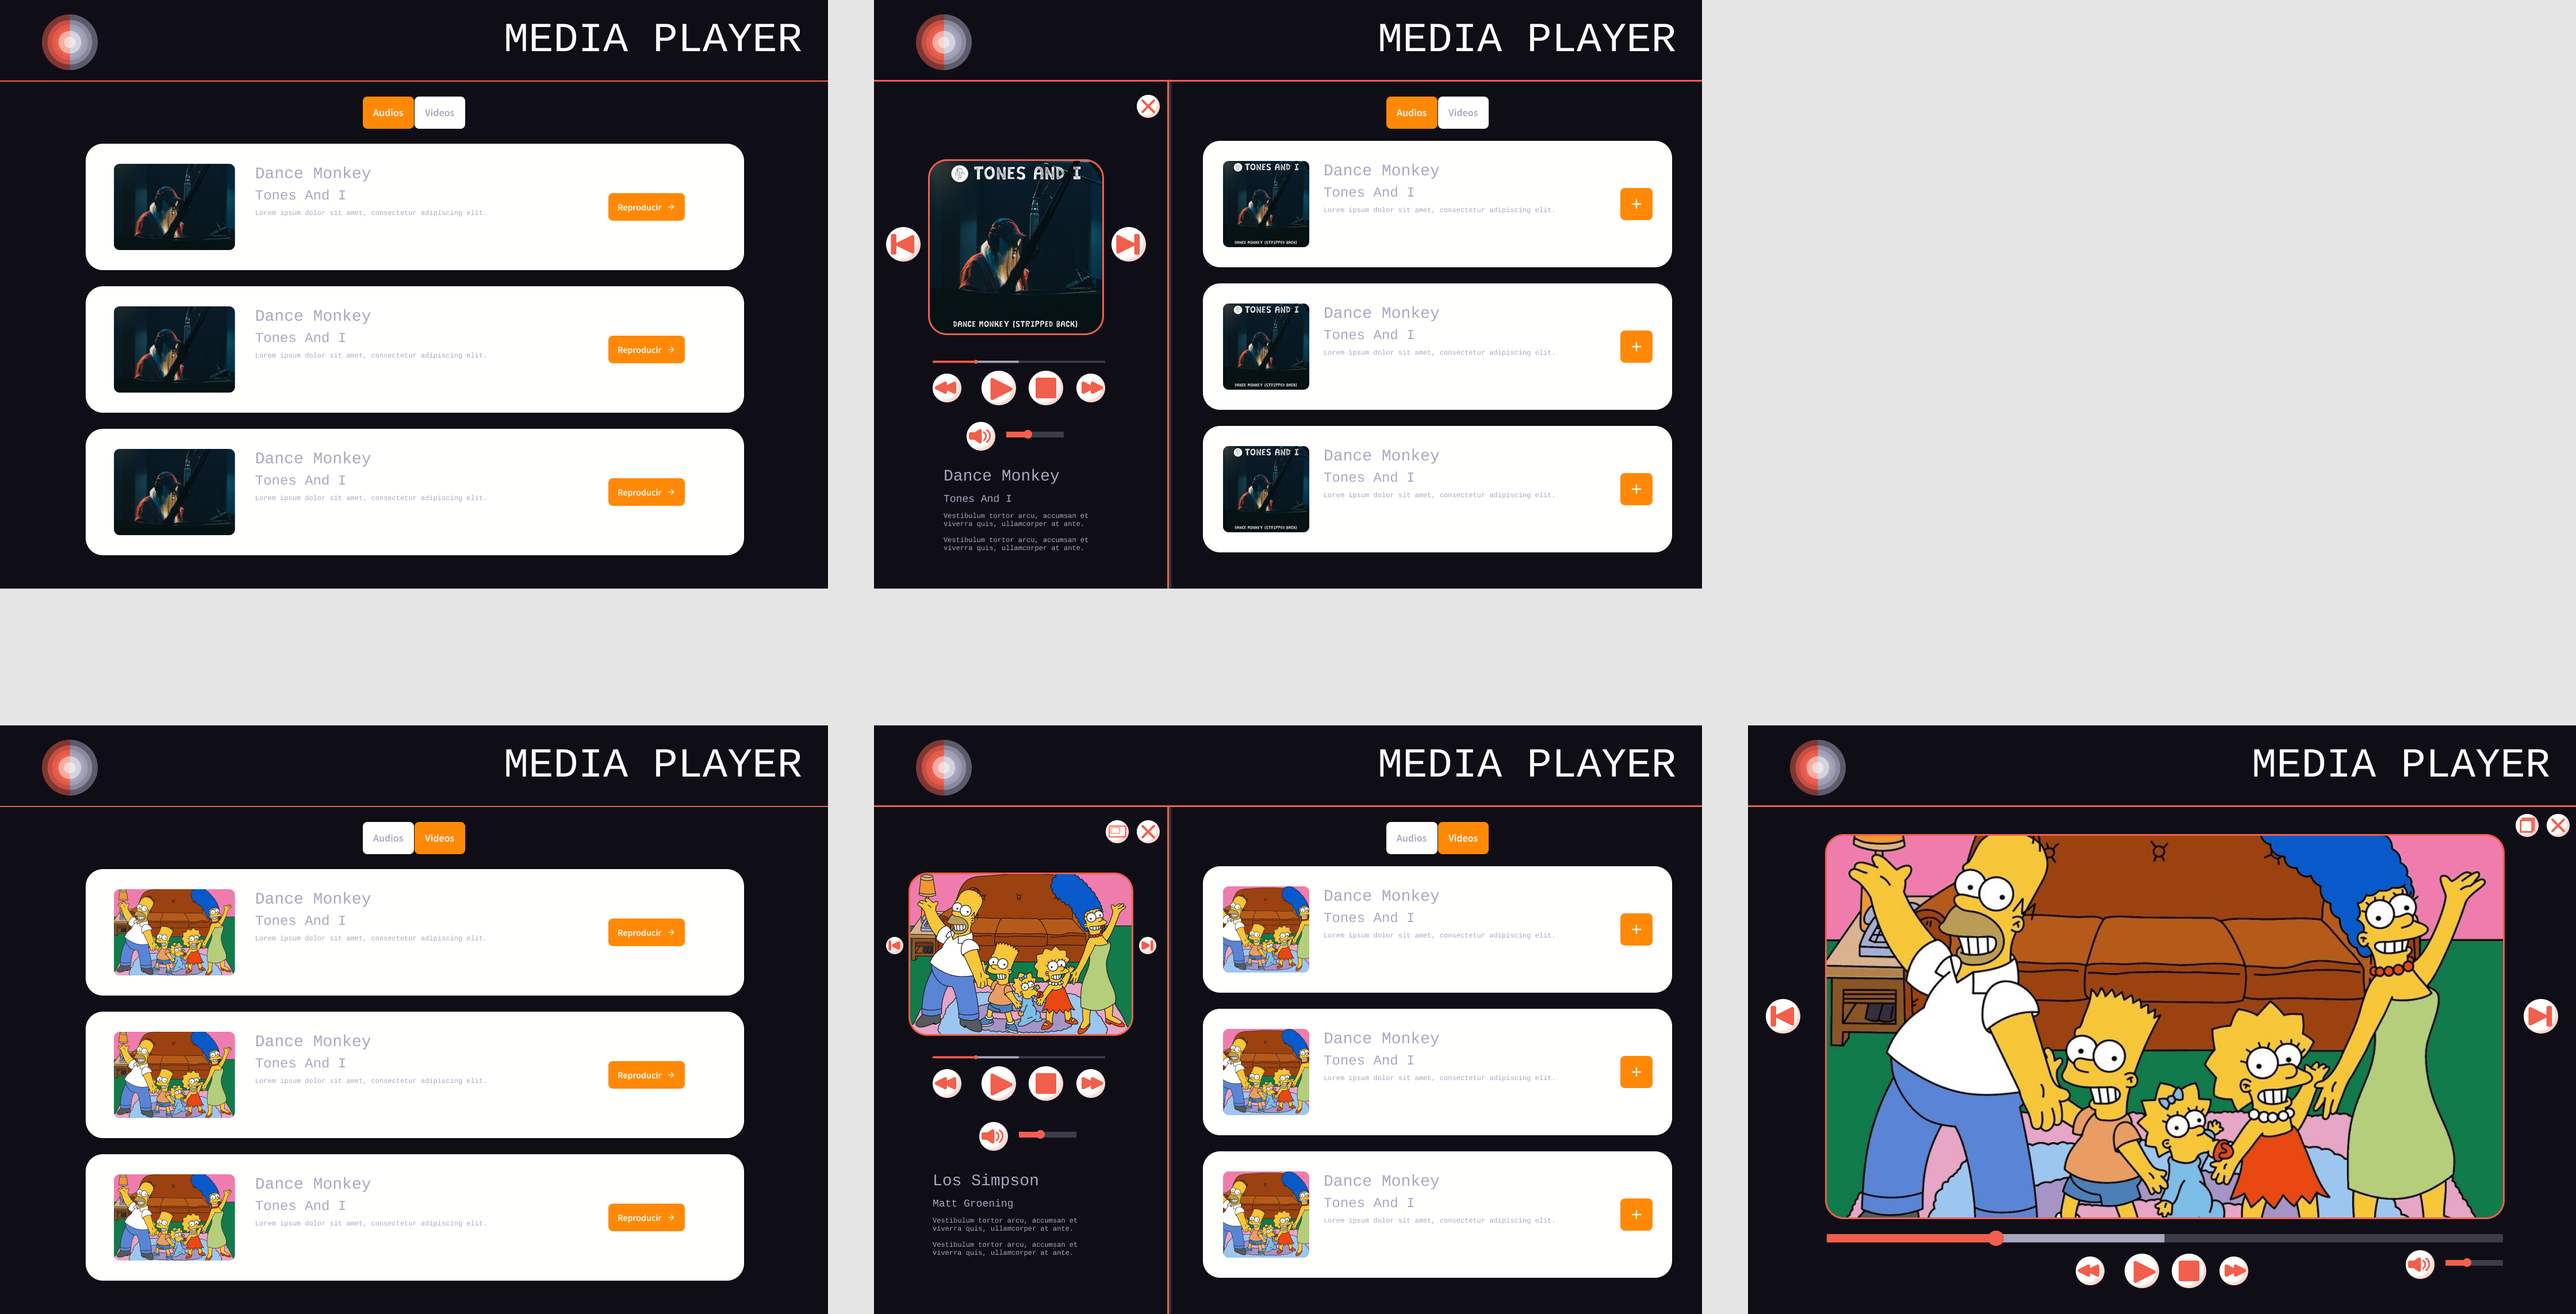 MEDIA PLAYER
Audios Videos
Dance Monkey
Tones And I
Lorem ipsum dolor sit amet, consectetur adipiscing elit.
Reproducir →
Dance Monkey
Tones And I
Lorem ipsum dolor sit amet, consectetur adipiscing elit.
Reproducir →
Dance Monkey
Tones And I
Lorem ipsum dolor sit amet, consectetur adipiscing elit.
Reproducir →
MEDIA PLAYER
TONES AND I
DANCE MONKEY (STRIPPED BACK)
Dance Monkey
Tones And I
Vestibulum tortor arcu, accumsan et
viverra quis, ullamcorper at ante.
Vestibulum tortor arcu, accumsan et
viverra quis, ullamcorper at ante.
Audios Videos
TONES AND I
DANCE MONKEY (STRIPPED BACK)
Dance Monkey
Tones And I
Lorem ipsum dolor sit amet, consectetur adipiscing elit.
+
TONES AND I
DANCE MONKEY (STRIPPED BACK)
Dance Monkey
Tones And I
Lorem ipsum dolor sit amet, consectetur adipiscing elit.
+
TONES AND I
DANCE MONKEY (STRIPPED BACK)
Dance Monkey
Tones And I
Lorem ipsum dolor sit amet, consectetur adipiscing elit.
+
MEDIA PLAYER
Audios Videos
Dance Monkey
Tones And I
Lorem ipsum dolor sit amet, consectetur adipiscing elit.
Reproducir →
Dance Monkey
Tones And I
Lorem ipsum dolor sit amet, consectetur adipiscing elit.
Reproducir →
Dance Monkey
Tones And I
Lorem ipsum dolor sit amet, consectetur adipiscing elit.
Reproducir →
MEDIA PLAYER
Los Simpson
Matt Groening
Vestibulum tortor arcu, accumsan et
viverra quis, ullamcorper at ante.
Vestibulum tortor arcu, accumsan et
viverra quis, ullamcorper at ante.
Audios Videos
Dance Monkey
Tones And I
Lorem ipsum dolor sit amet, consectetur adipiscing elit.
+
Dance Monkey
Tones And I
Lorem ipsum dolor sit amet, consectetur adipiscing elit.
+
Dance Monkey
Tones And I
Lorem ipsum dolor sit amet, consectetur adipiscing elit.
+
MEDIA PLAYER